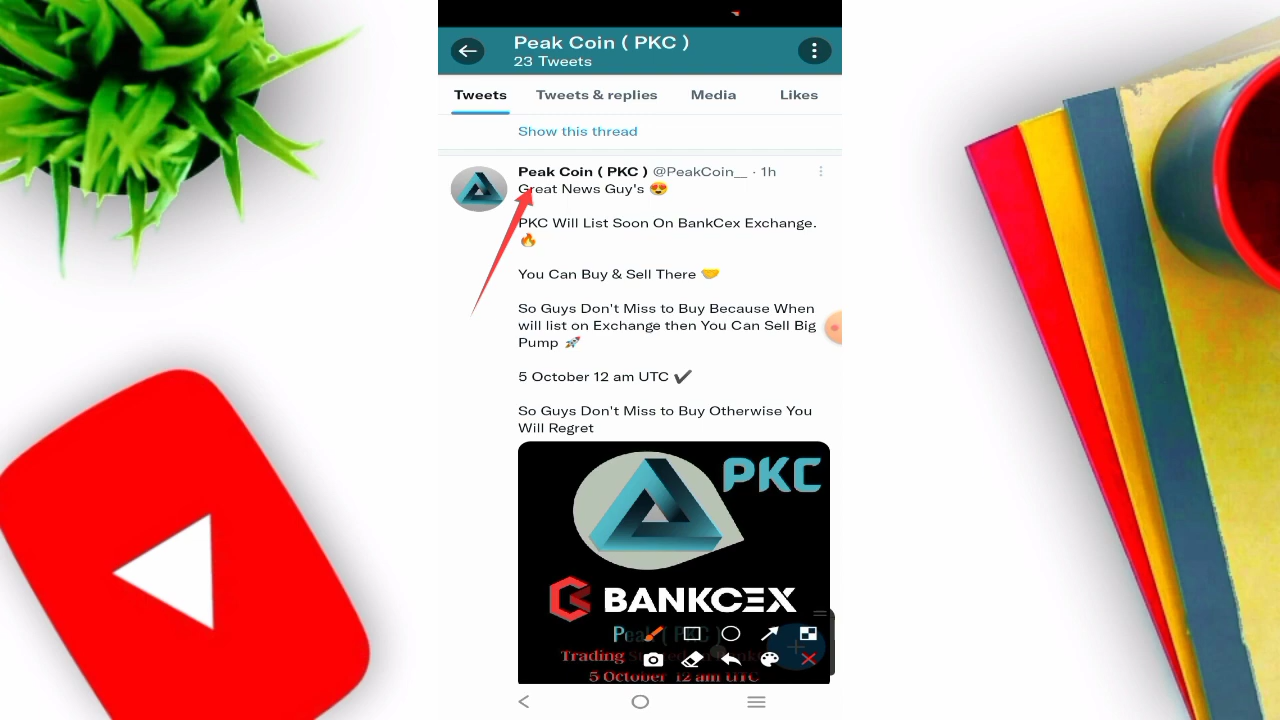 Peak Coin ( PKC )
23 Tweets
Tweets
Tweets & replies
Media
Likes
Show this thread
Peak Coin ( PKC ) @PeakCoin__ · 1h
Great News Guy's 😍
PKC Will List Soon On BankCex Exchange.
🔥
You Can Buy & Sell There 🤝
So Guys Don't Miss to Buy Because When
will list on Exchange then You Can Sell Big
Pump 🚀
5 October 12 am UTC ✔
So Guys Don't Miss to Buy Otherwise You
Will Regret
PKC
BANKCEX
Peak ( PKC )
Trading
5 October 12 am UTC